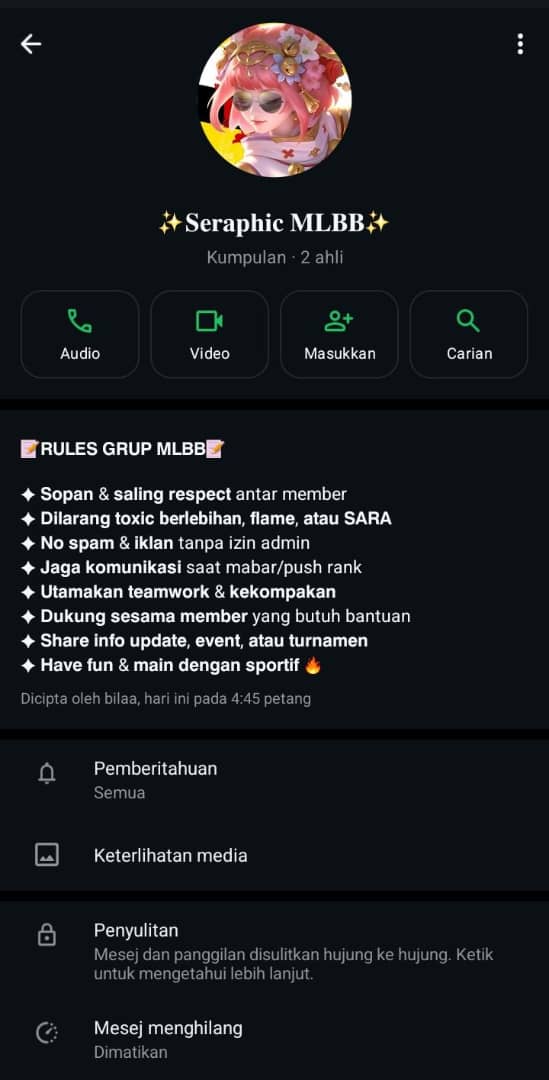 ✨Seraphic MLBB✨
Kumpulan · 2 ahli
Audio
Video
Masukkan
Carian
📝RULES GRUP MLBB📝
✦ Sopan & saling respect antar member
✦ Dilarang toxic berlebihan, flame, atau SARA
✦ No spam & iklan tanpa izin admin
✦ Jaga komunikasi saat mabar/push rank
✦ Utamakan teamwork & kekompakan
✦ Dukung sesama member yang butuh bantuan
✦ Share info update, event, atau turnamen
✦ Have fun & main dengan sportif 🔥
Dicipta oleh bilaa, hari ini pada 4:45 petang
Pemberitahuan
Semua
Keterlihatan media
Penyulitan
Mesej dan panggilan disulitkan hujung ke hujung. Ketik
untuk mengetahui lebih lanjut.
Mesej menghilang
Dimatikan